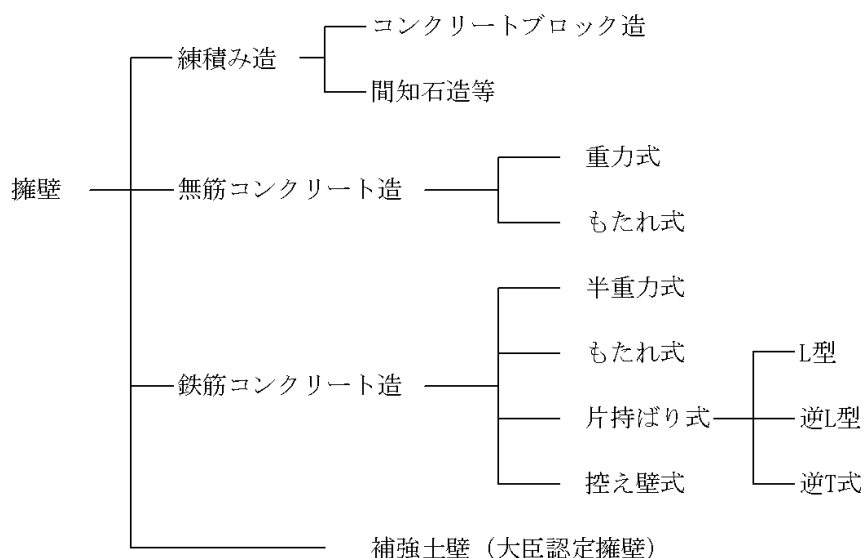 擁壁
練積み造
コンクリートブロック造
間知石造等
無筋コンクリート造
重力式
もたれ式
鉄筋コンクリート造
半重力式
もたれ式
片持ばり式
L型
逆L型
逆T式
控え壁式
補強土壁（大臣認定擁壁）